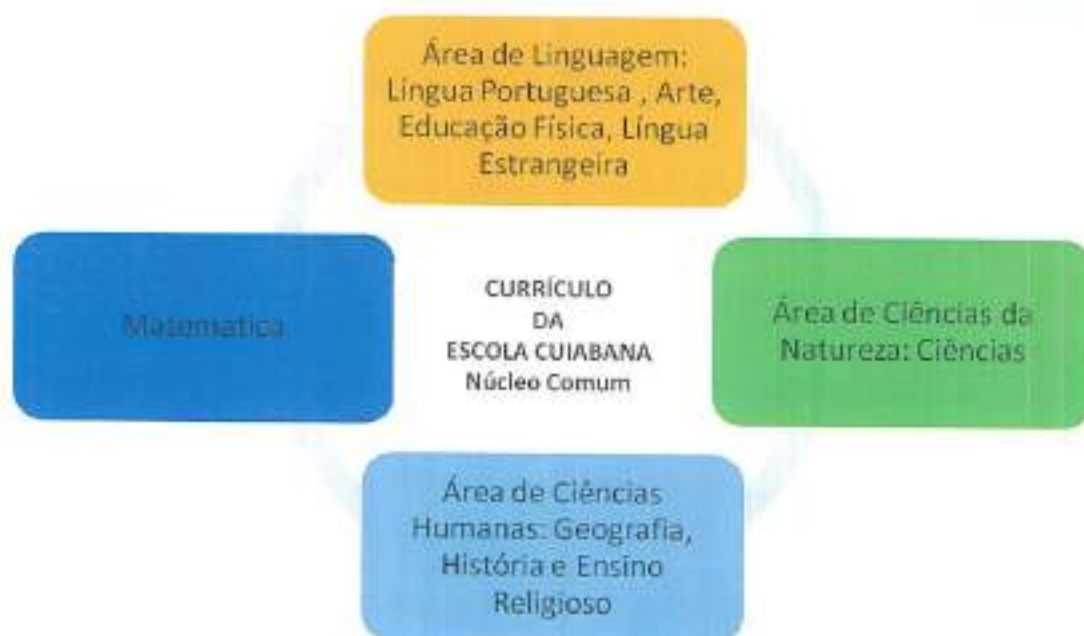 Área de Linguagem:
Língua Portuguesa , Arte,
Educação Física, Língua
Estrangeira
Matematica
CURRÍCULO
DA
ESCOLA CUIABANA
Núcleo Comum
Área de Ciências da
Natureza: Ciências
Área de Ciências
Humanas: Geografia,
História e Ensino
Religioso